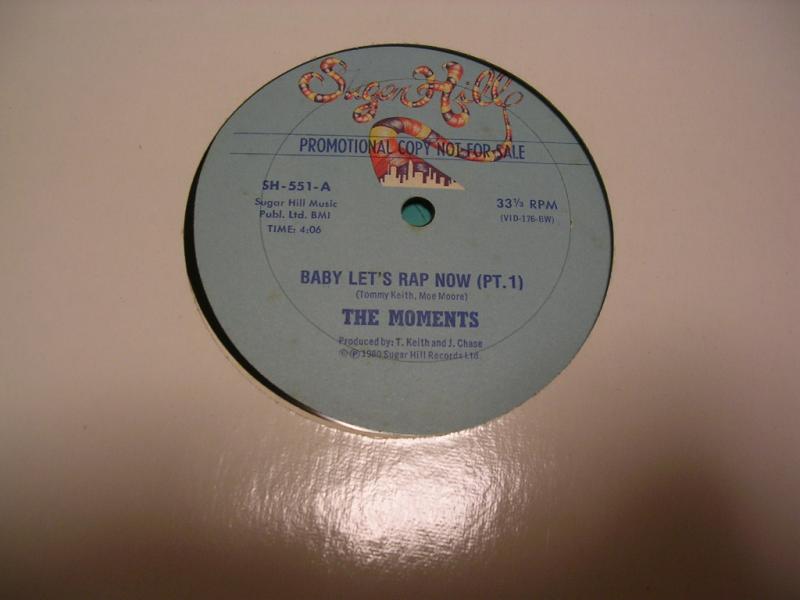 Sugar Hill
PROMOTIONAL COPY NOT FOR SALE
SH-551-A
Sugar Hill Music
Publ. Ltd. BMI
TIME: 4:06
33⅓ RPM
(VID-176-BW)
BABY LET'S RAP NOW (PT.1)
(Tommy Keith, Moe Moore)
THE MOMENTS
Produced by: T. Keith and J. Chase
©℗ 1980 Sugar Hill Records Ltd.